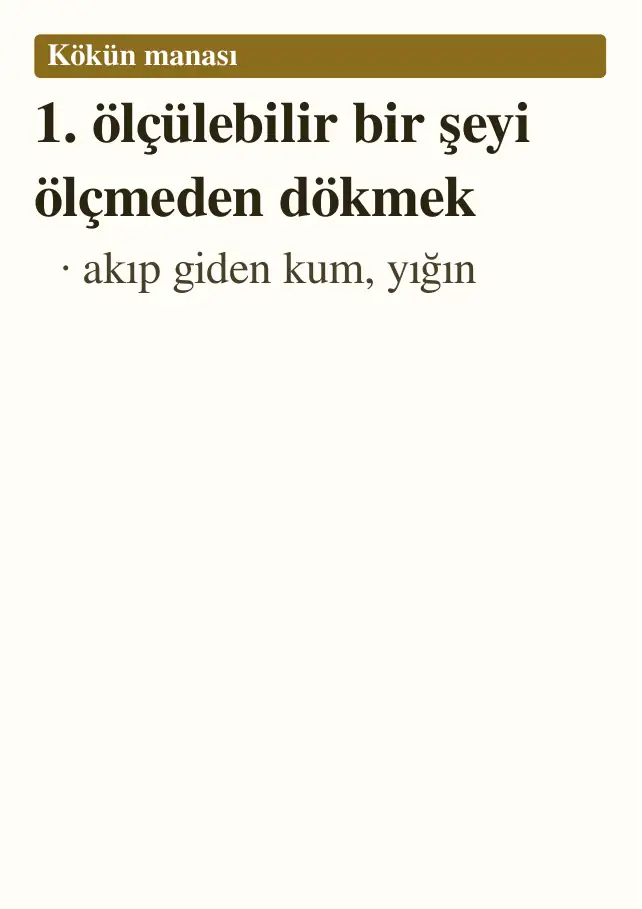 Kökün manası
1. ölçülebilir bir şeyi
ölçmeden dökmek
· akıp giden kum, yığın